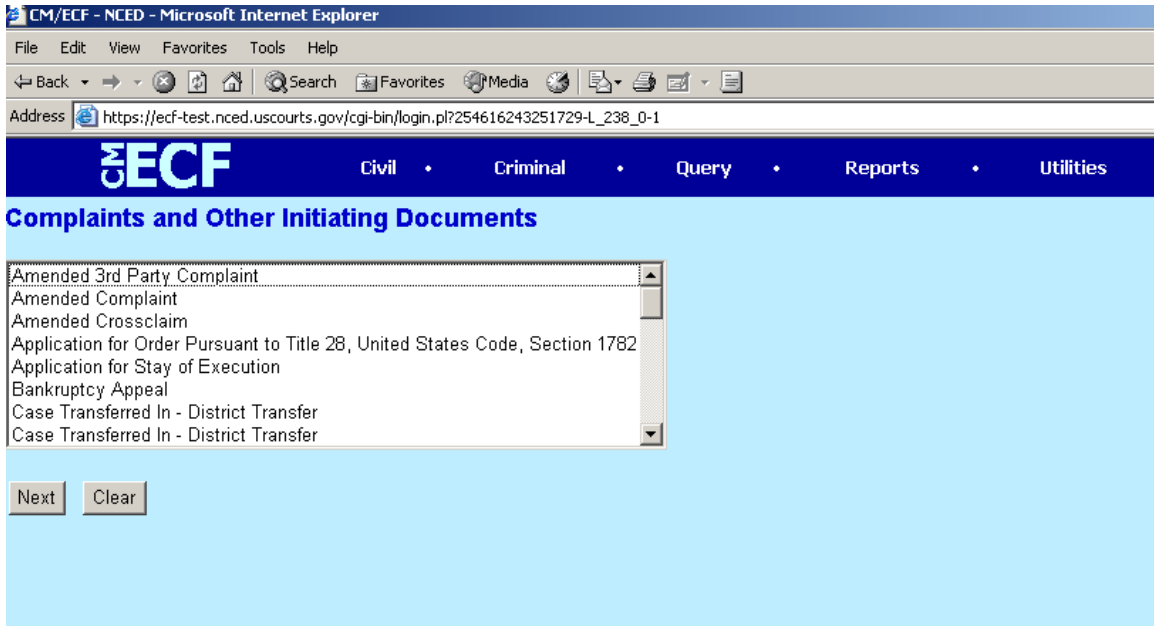 CM/ECF - NCED - Microsoft Internet Explorer
File Edit View Favorites Tools Help
Back Search Favorites Media
Address https://ecf-test.nced.uscourts.gov/cgi-bin/login.pl?254616243251729-L_238_0-1
CM ECF Civil • Criminal • Query • Reports • Utilities
Complaints and Other Initiating Documents
Amended 3rd Party Complaint
Amended Complaint
Amended Crossclaim
Application for Order Pursuant to Title 28, United States Code, Section 1782
Application for Stay of Execution
Bankruptcy Appeal
Case Transferred In - District Transfer
Case Transferred In - District Transfer
Next Clear